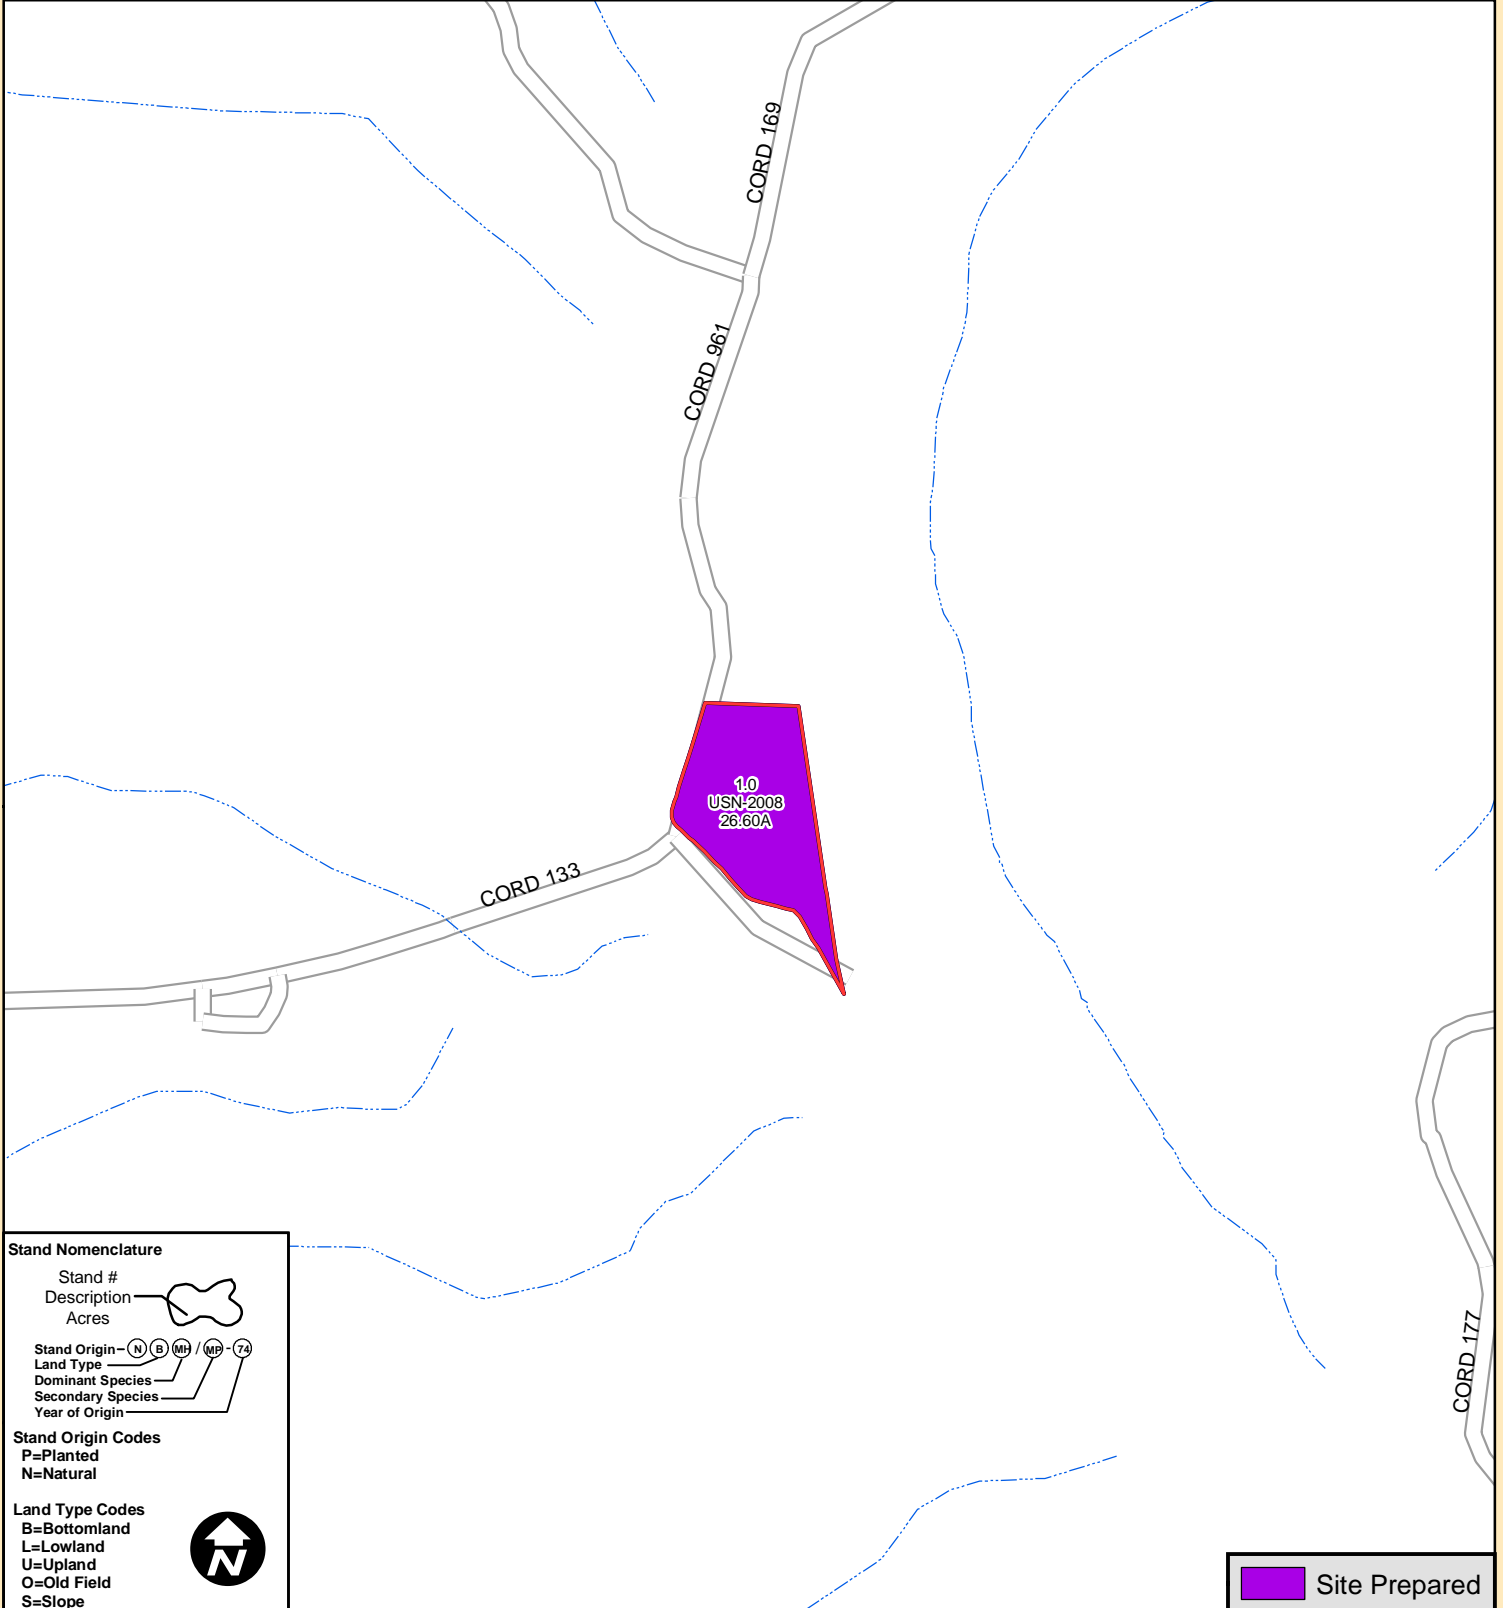 CORD 169
CORD 961
1.0
USN-2008
26.60A
CORD 133
CORD 177
Stand Nomenclature
Stand #
Description
Acres
Stand Origin - N B MH / MP - 74
Land Type
Dominant Species
Secondary Species
Year of Origin
Stand Origin Codes
P=Planted
N=Natural
Land Type Codes
B=Bottomland
L=Lowland
U=Upland
O=Old Field
S=Slope
N
Site Prepared